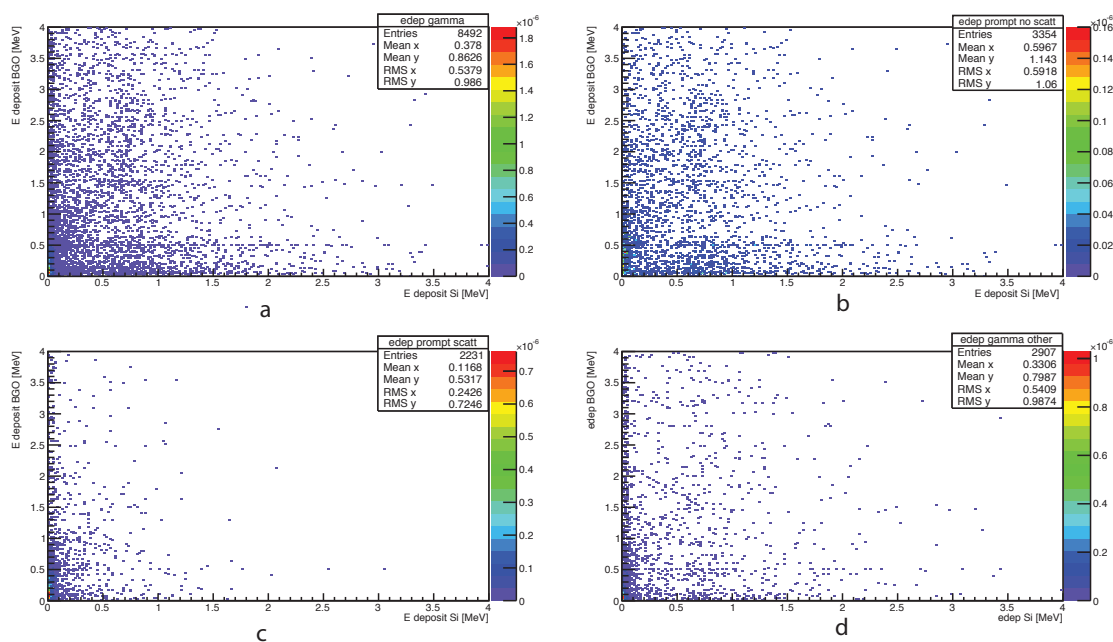 edep gamma
Entries 8492
Mean x 0.378
Mean y 0.8626
RMS x 0.5379
RMS y 0.986
×10⁻⁶
E deposit BGO [MeV]
4
3.5
3
2.5
2
1.5
1
0.5
0
0 0.5 1 1.5 2 2.5 3 3.5 4
E deposit Si [MeV]
1.8
1.6
1.4
1.2
1
0.8
0.6
0.4
0.2
0
a
edep prompt no scatt
Entries 3354
Mean x 0.5967
Mean y 1.143
RMS x 0.5918
RMS y 1.06
×10⁻⁶
E deposit BGO [MeV]
4
3.5
3
2.5
2
1.5
1
0.5
0
0 0.5 1 1.5 2 2.5 3 3.5 4
E deposit Si [MeV]
0.16
0.14
0.12
0.1
0.08
0.06
0.04
0.02
0
b
edep prompt scatt
Entries 2231
Mean x 0.1168
Mean y 0.5317
RMS x 0.2426
RMS y 0.7246
×10⁻⁶
E deposit BGO [MeV]
4
3.5
3
2.5
2
1.5
1
0.5
0
0 0.5 1 1.5 2 2.5 3 3.5 4
E deposit Si [MeV]
0.7
0.6
0.5
0.4
0.3
0.2
0.1
0
c
edep gamma other
Entries 2907
Mean x 0.3306
Mean y 0.7987
RMS x 0.5409
RMS y 0.9874
×10⁻⁶
edep BGO [MeV]
4
3.5
3
2.5
2
1.5
1
0.5
0
0 0.5 1 1.5 2 2.5 3 3.5 4
edep Si [MeV]
1
0.8
0.6
0.4
0.2
0
d